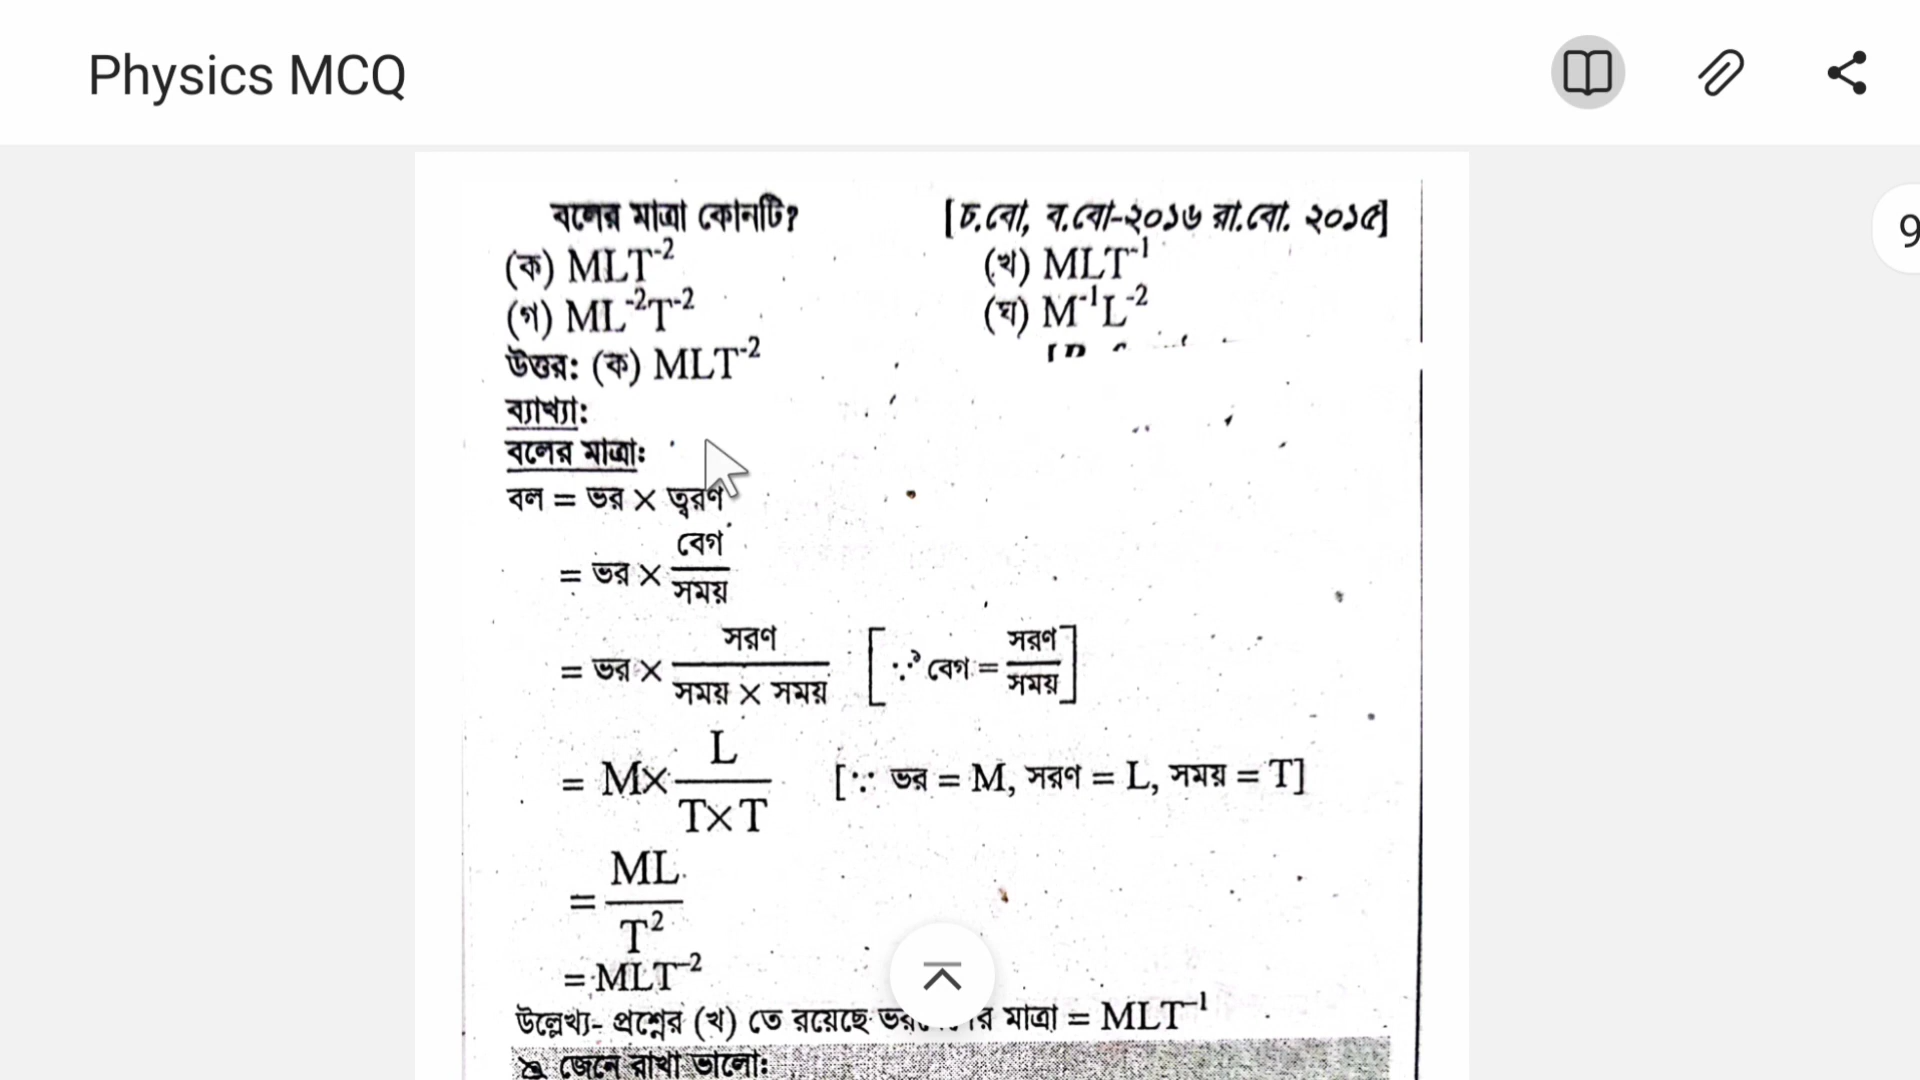 Physics MCQ
9
বলের মাত্রা কোনটি? [চ.বো, ব.বো-২০১৬ রা.বো. ২০১৫]
(ক) MLT⁻² (খ) MLT⁻¹
(গ) ML⁻²T⁻² (ঘ) M⁻¹L⁻²
উত্তর: (ক) MLT⁻²
ব্যাখ্যা:
বলের মাত্রা:
বল = ভর × ত্বরণ
= ভর × বেগ/সময়
= ভর × সরণ/সময় × সময় [∵ বেগ = সরণ/সময়]
= M× L/T×T [∵ ভর = M, সরণ = L, সময় = T]
= ML/T²
= MLT⁻²
উল্লেখ্য- প্রশ্নের (খ) তে রয়েছে মাত্রা = MLT⁻¹
জেনে রাখা ভালো: